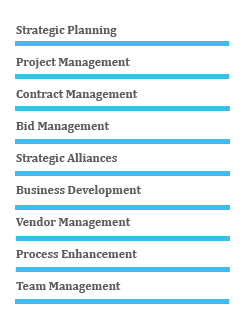 Strategic Planning
Project Management
Contract Management
Bid Management
Strategic Alliances
Business Development
Vendor Management
Process Enhancement
Team Management